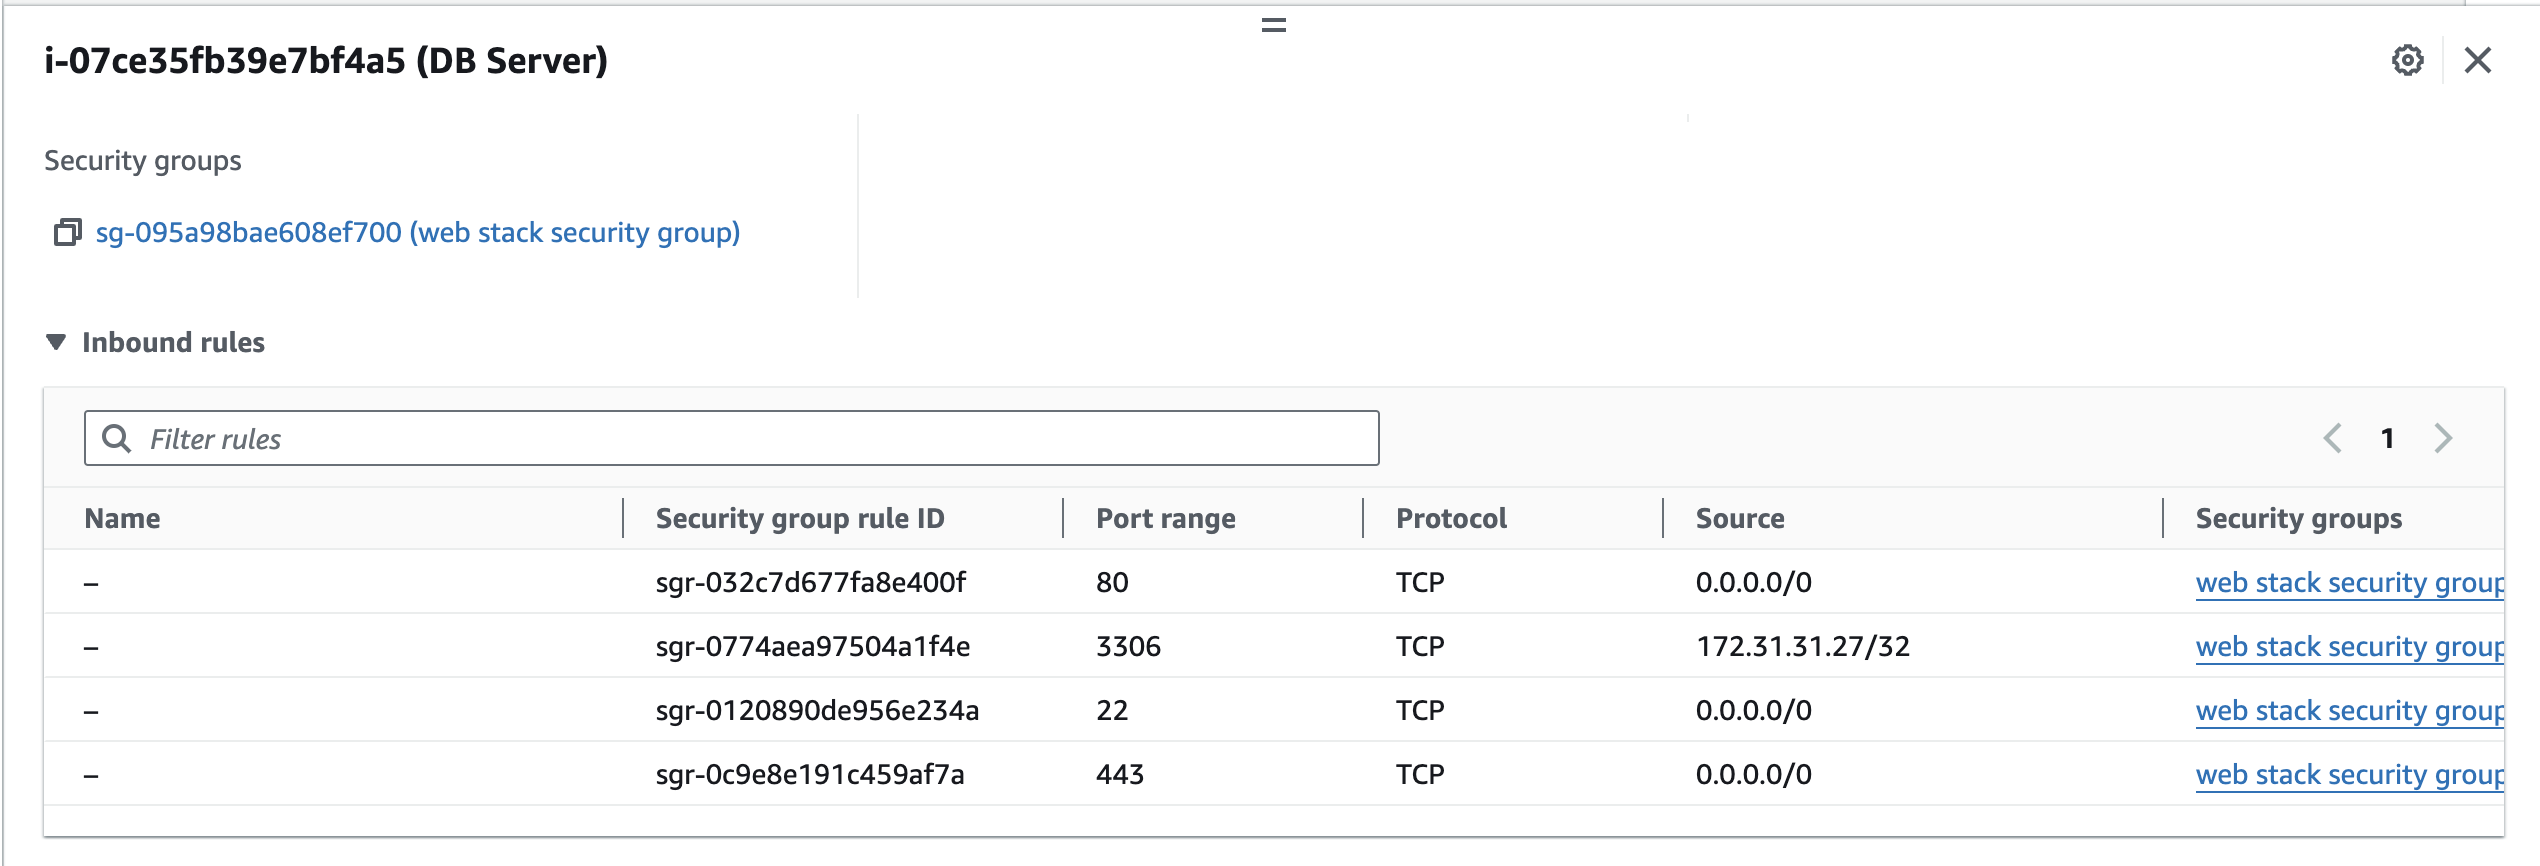 i-07ce35fb39e7bf4a5 (DB Server)
Security groups
sg-095a98bae608ef700 (web stack security group)
Inbound rules
Filter rules
1
Name Security group rule ID Port range Protocol Source Security groups
– sgr-032c7d677fa8e400f 80 TCP 0.0.0.0/0 web stack security group
– sgr-0774aea97504a1f4e 3306 TCP 172.31.31.27/32 web stack security group
– sgr-0120890de956e234a 22 TCP 0.0.0.0/0 web stack security group
– sgr-0c9e8e191c459af7a 443 TCP 0.0.0.0/0 web stack security group